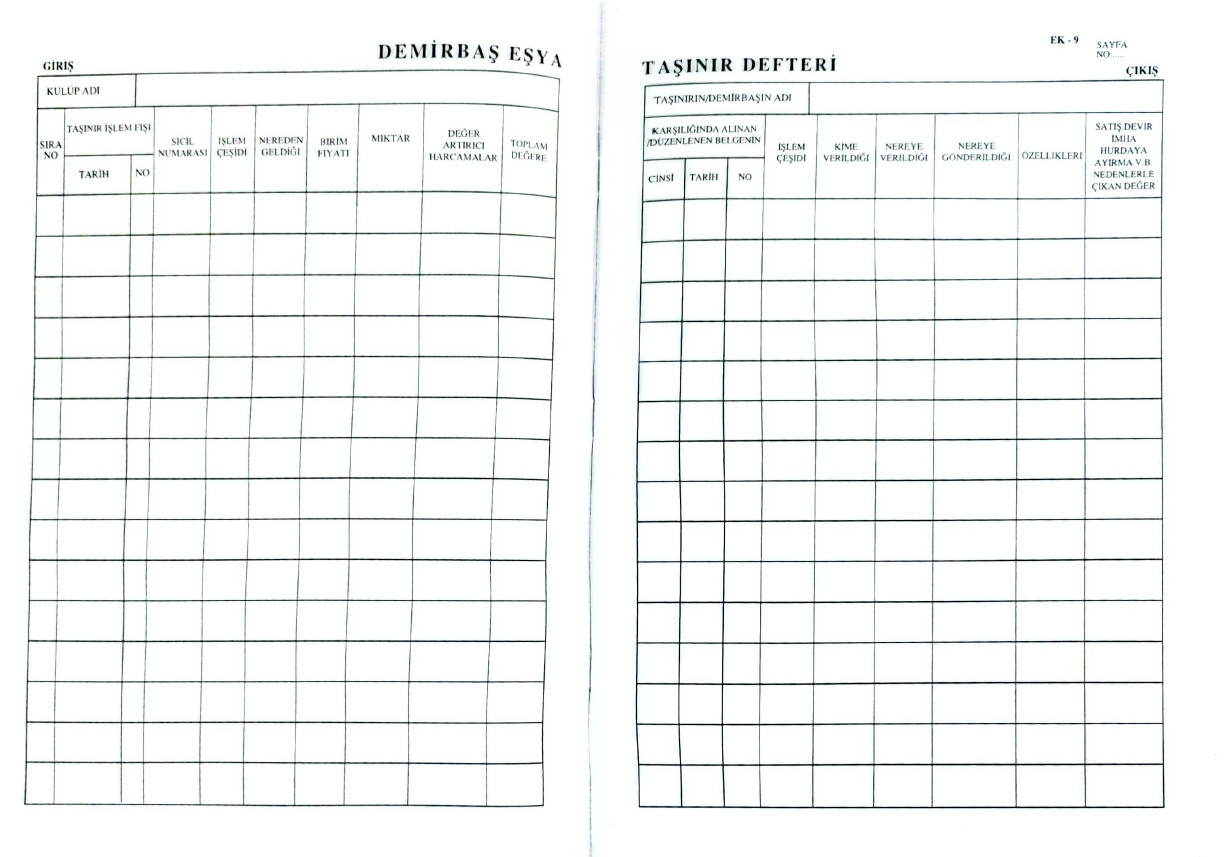 DEMİRBAŞ EŞYA
GİRİŞ
KULÜP ADI
SIRA
NO
TAŞINIR İŞLEM FİŞİ
TARİH
NO
SİCİL
NUMARASI
İŞLEM
ÇEŞİDİ
NEREDEN
GELDİĞİ
BİRİM
FİYATI
MİKTAR
DEĞER
ARTIRICI
HARCAMALAR
TOPLAM
DEĞERE
EK - 9
SAYFA
NO:.....
TAŞINIR DEFTERİ
ÇIKIŞ
TAŞINIRIN/DEMİRBAŞIN ADI
KARŞILIĞINDA ALINAN
/DÜZENLENEN BELGENİN
CİNSİ
TARİH
NO
İŞLEM
ÇEŞİDİ
KİME
VERİLDİĞİ
NEREYE
VERİLDİĞİ
NEREYE
GÖNDERİLDİĞİ
ÖZELLİKLERİ
SATIŞ.DEVİR
İMHA
HURDAYA
AYIRMA V.B.
NEDENLERLE
ÇIKAN DEĞER